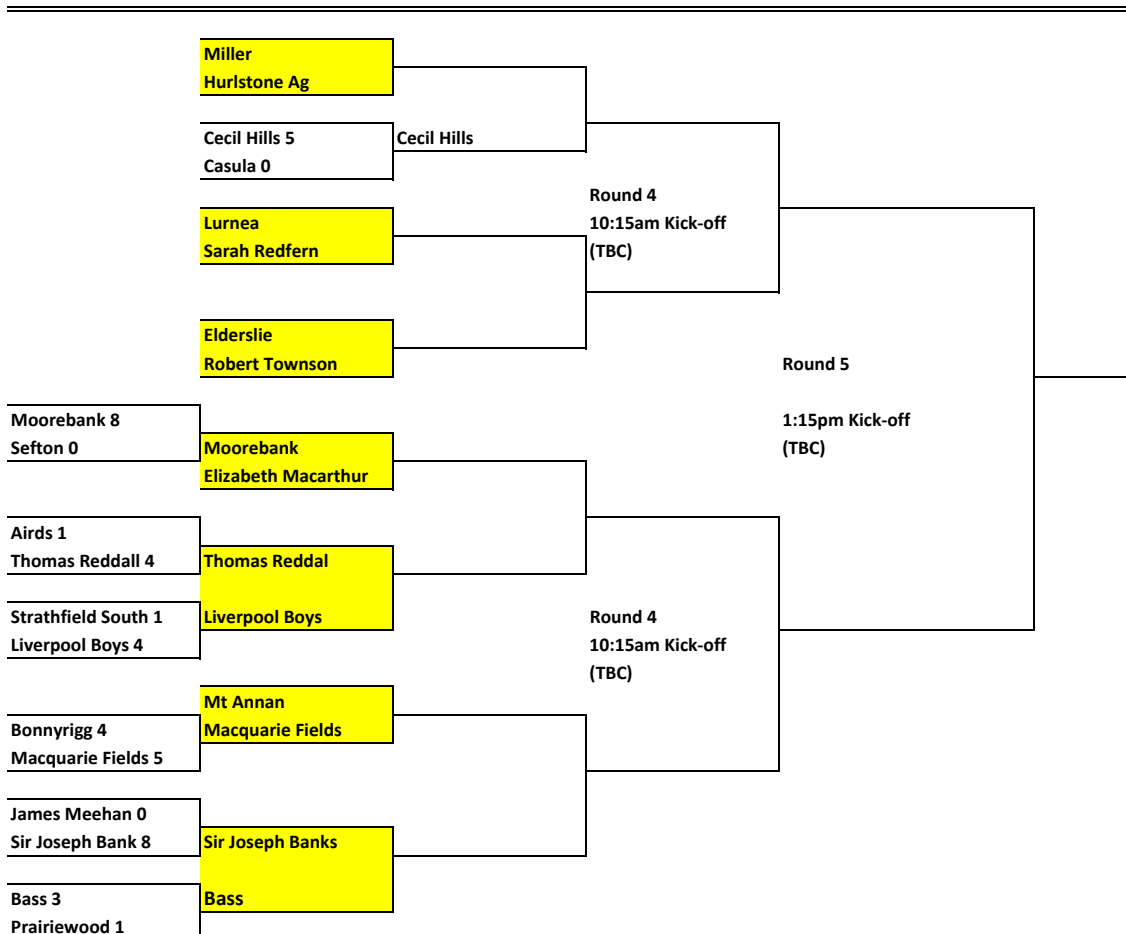 Miller
Hurlstone Ag
Cecil Hills 5
Cecil Hills
Casula 0
Round 4
Lurnea
10:15am Kick-off
Sarah Redfern
(TBC)
Elderslie
Robert Townson
Round 5
Moorebank 8
1:15pm Kick-off
Sefton 0
Moorebank
(TBC)
Elizabeth Macarthur
Airds 1
Thomas Reddall 4
Thomas Reddal
Strathfield South 1
Liverpool Boys
Round 4
Liverpool Boys 4
10:15am Kick-off
(TBC)
Mt Annan
Bonnyrigg 4
Macquarie Fields
Macquarie Fields 5
James Meehan 0
Sir Joseph Bank 8
Sir Joseph Banks
Bass 3
Bass
Prairiewood 1